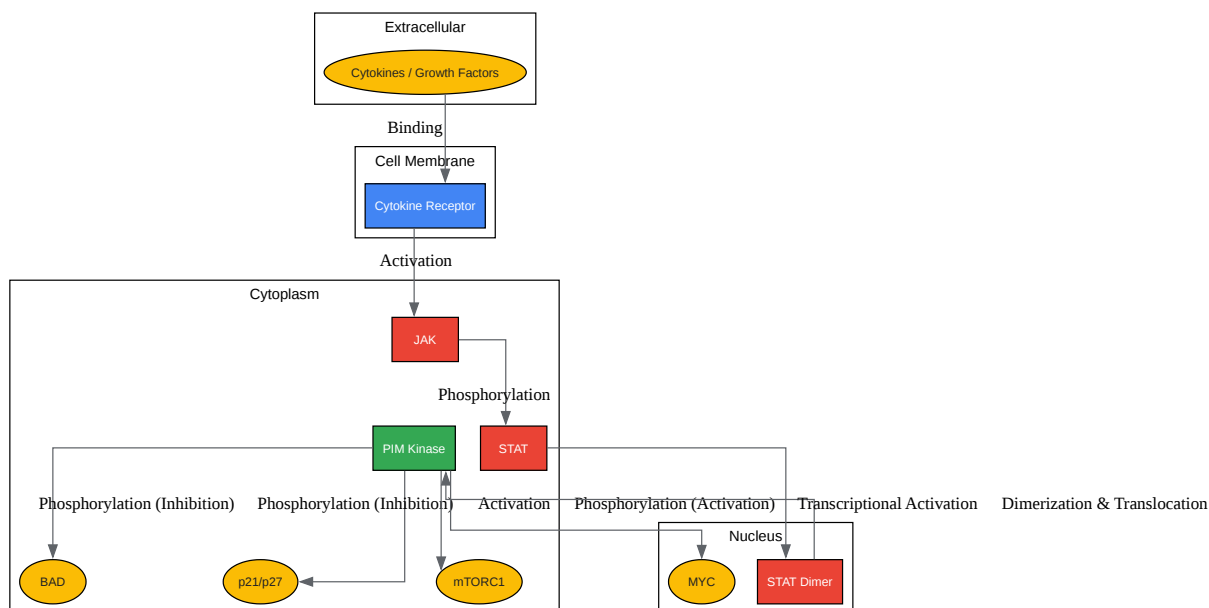 Extracellular
Cytokines / Growth Factors
Binding
Cell Membrane
Cytokine Receptor
Activation
Cytoplasm
JAK
Phosphorylation
PIM Kinase
STAT
Phosphorylation (Inhibition)
Phosphorylation (Inhibition)
Activation
Phosphorylation (Activation)
Transcriptional Activation
Dimerization & Translocation
Nucleus
BAD
p21/p27
mTORC1
MYC
STAT Dimer